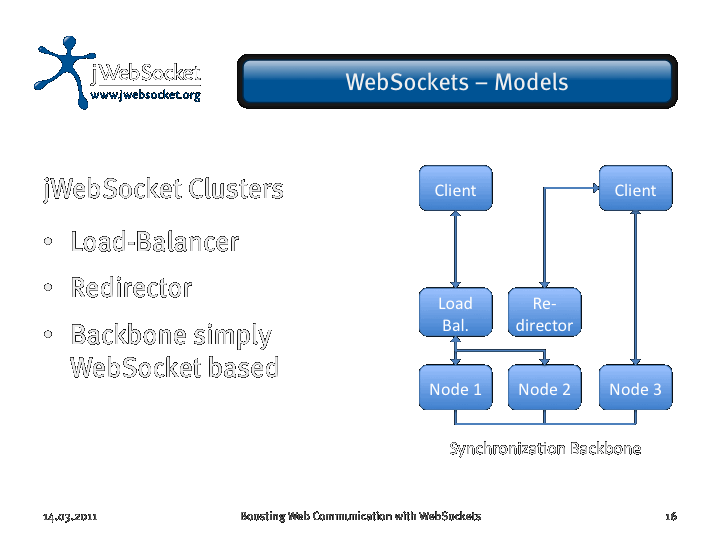 jWebSocket
www.jwebsocket.org
WebSockets – Models
jWebSocket Clusters
• Load-Balancer
• Redirector
• Backbone simply
WebSocket based
Client
Client
Load
Bal.
Re-
director
Node 1
Node 2
Node 3
Synchronization Backbone
14.03.2011
Boosting Web Communication with WebSockets
16